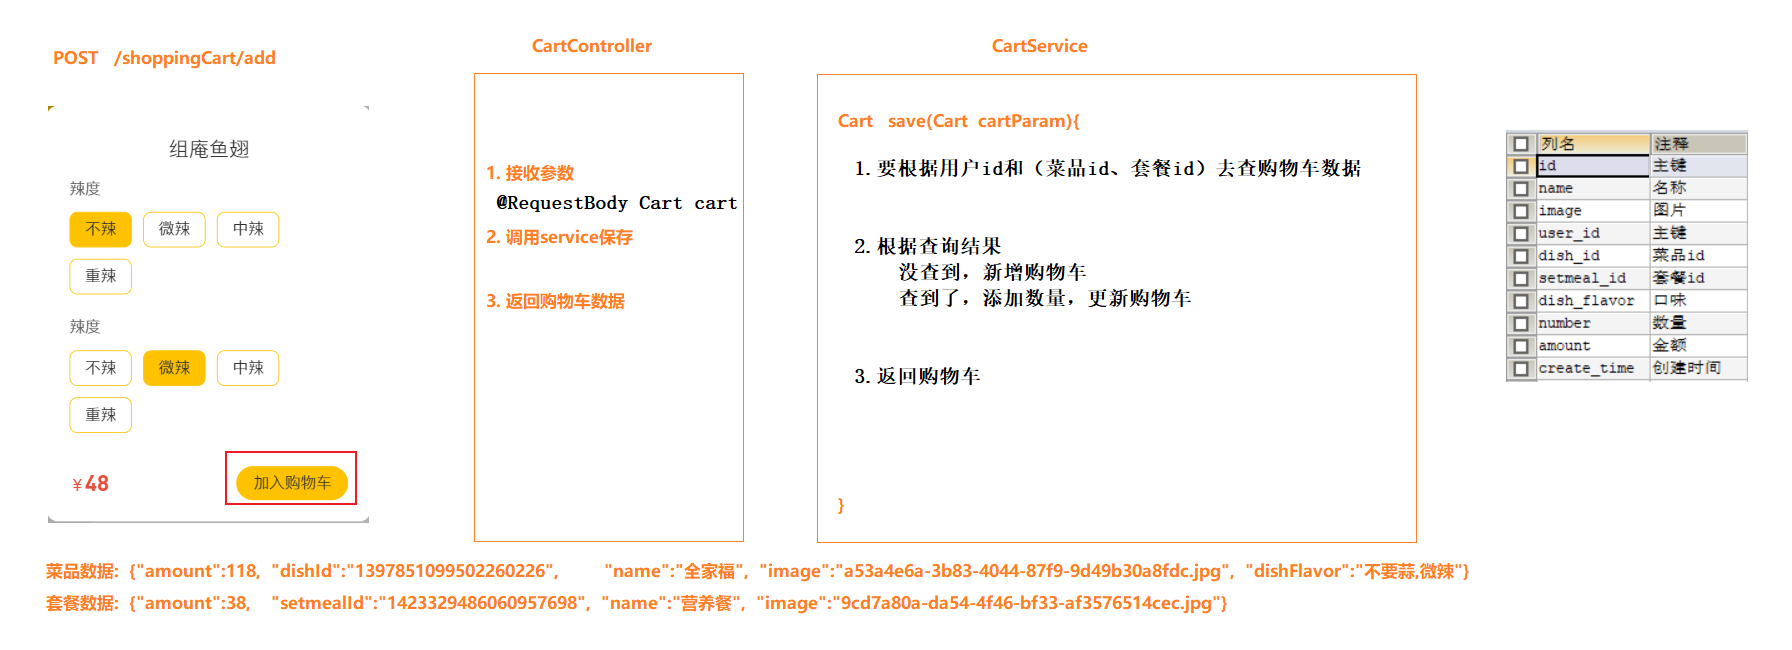 POST /shoppingCart/add
组庵鱼翅
辣度
不辣 微辣 中辣
重辣
辣度
不辣 微辣 中辣
重辣
¥48 加入购物车
CartController
1. 接收参数
@RequestBody Cart cart
2. 调用service保存
3. 返回购物车数据
CartService
Cart save(Cart cartParam){
1.要根据用户id和（菜品id、套餐id）去查购物车数据
2.根据查询结果
没查到，新增购物车
查到了，添加数量，更新购物车
3.返回购物车
}
列名 注释
id 主键
name 名称
image 图片
user_id 主键
dish_id 菜品id
setmeal_id 套餐id
dish_flavor 口味
number 数量
amount 金额
create_time 创建时间
菜品数据: {"amount":118, "dishId":"1397851099502260226", "name":"全家福", "image":"a53a4e6a-3b83-4044-87f9-9d49b30a8fdc.jpg", "dishFlavor":"不要蒜,微辣"}
套餐数据: {"amount":38, "setmealId":"1423329486060957698", "name":"营养餐", "image":"9cd7a80a-da54-4f46-bf33-af3576514cec.jpg"}